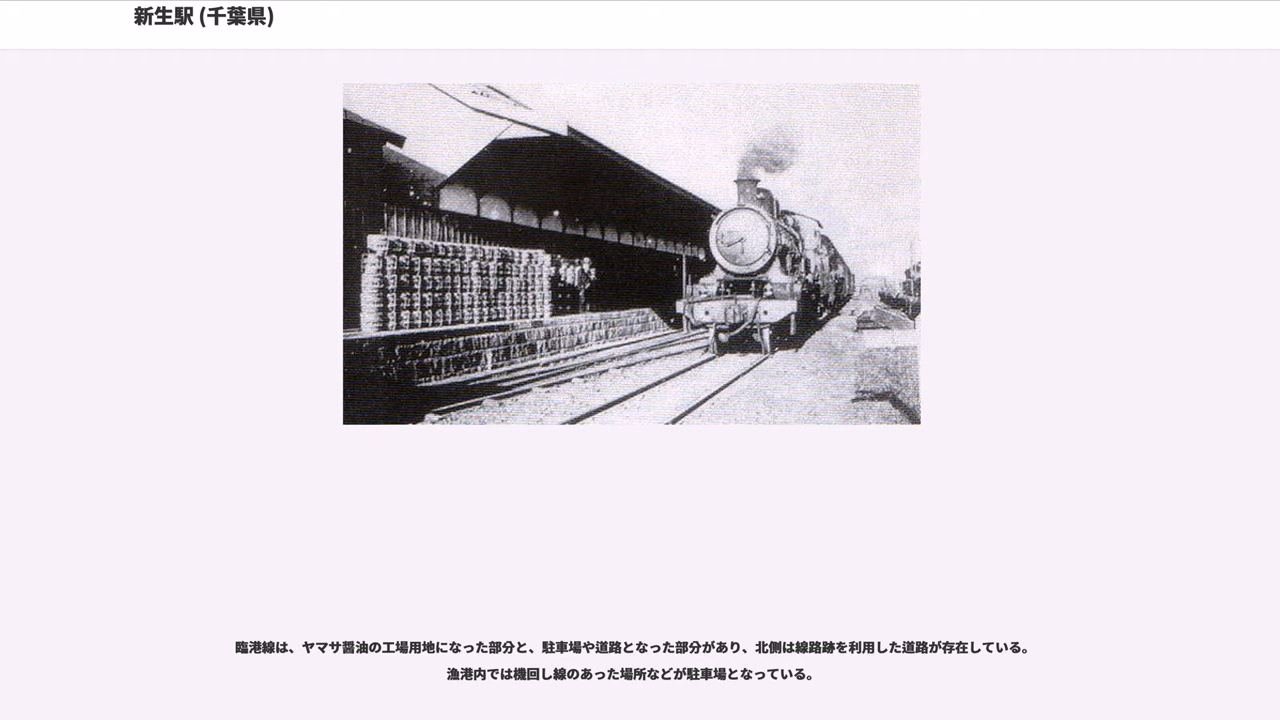 新生駅 (千葉県)
臨港線は、ヤマサ醤油の工場用地になった部分と、駐車場や道路となった部分があり、北側は線路跡を利用した道路が存在している。
漁港内では機回し線のあった場所などが駐車場となっている。